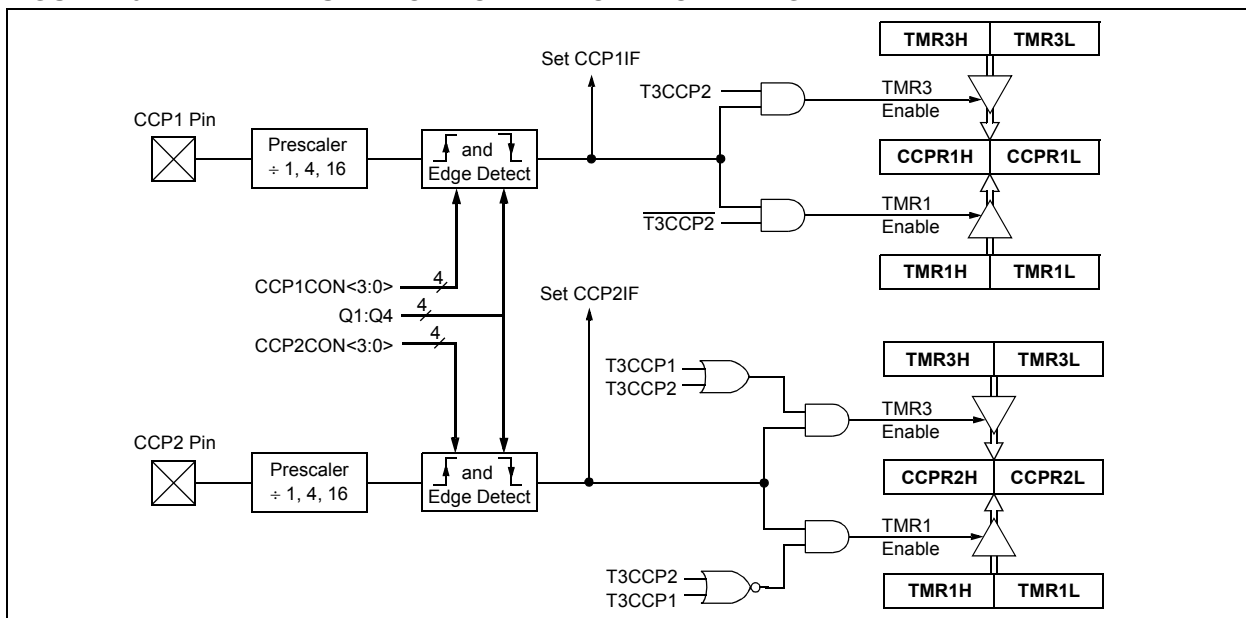 TMR3H TMR3L
Set CCP1IF
T3CCP2
TMR3
Enable
CCP1 Pin
Prescaler
÷ 1, 4, 16
and
Edge Detect
CCPR1H CCPR1L
T3CCP2
TMR1
Enable
TMR1H TMR1L
CCP1CON<3:0>
4
Q1:Q4
4
CCP2CON<3:0>
4
Set CCP2IF
TMR3H TMR3L
T3CCP1
T3CCP2
TMR3
Enable
CCP2 Pin
Prescaler
÷ 1, 4, 16
and
Edge Detect
CCPR2H CCPR2L
TMR1
Enable
T3CCP2
T3CCP1
TMR1H TMR1L